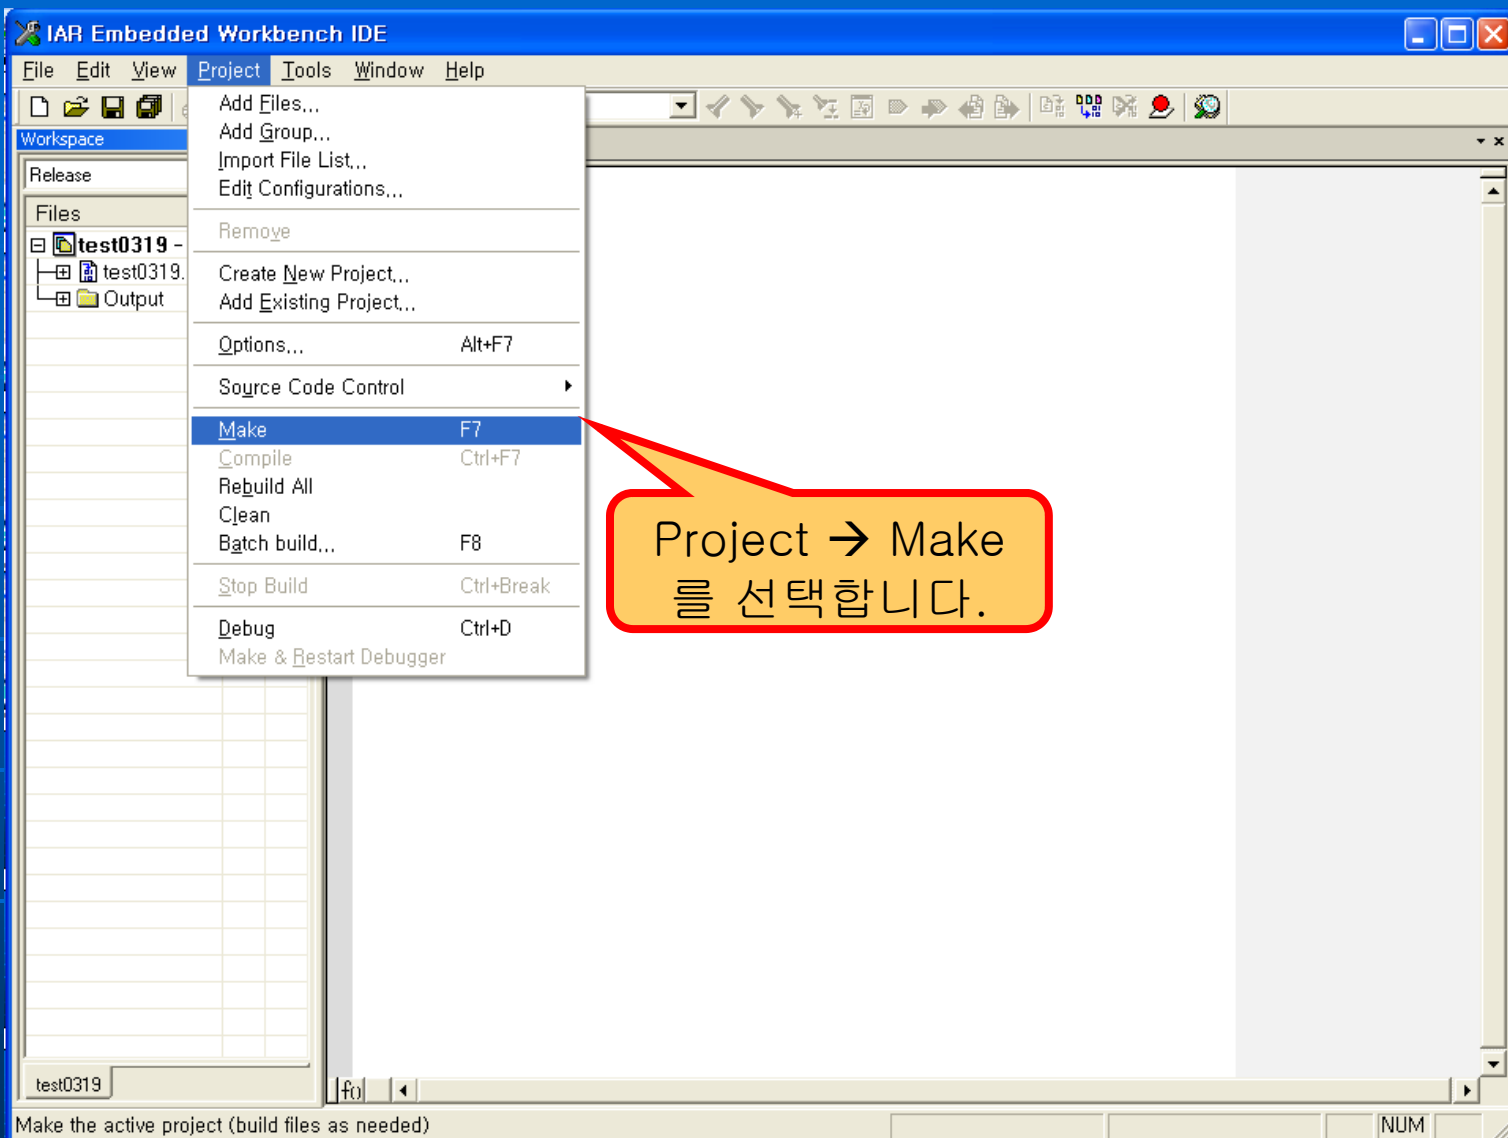 IAR Embedded Workbench IDE
File Edit View Project Tools Window Help
Add Files...
Add Group...
Import File List...
Edit Configurations...
Remove
Create New Project...
Add Existing Project...
Options... Alt+F7
Source Code Control
Make F7
Compile Ctrl+F7
Rebuild All
Clean
Batch build... F8
Stop Build Ctrl+Break
Debug Ctrl+D
Make & Restart Debugger
Workspace
Release
Files
test0319 -
test0319.
Output
Project → Make
를 선택합니다.
test0319
f()
Make the active project (build files as needed)
NUM